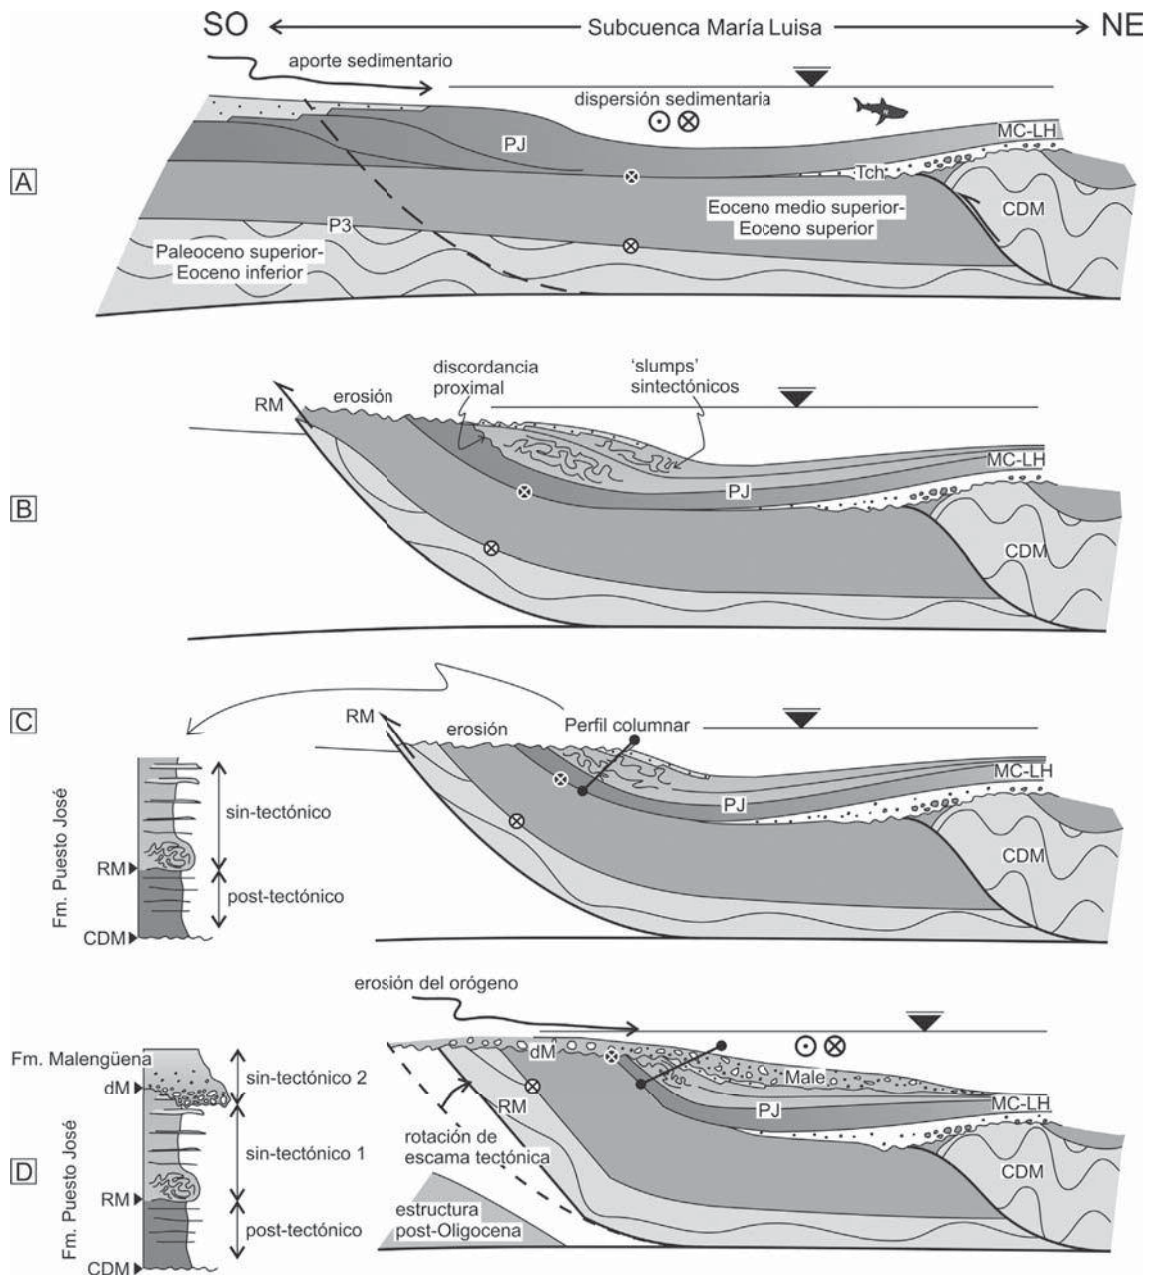 SO
Subcuenca María Luisa
NE
aporte sedimentario
dispersión sedimentaria
PJ
MC-LH
Tch
A
CDM
P3
Eoceno medio superior-
Eoceno superior
Paleoceno superior-
Eoceno inferior
discordancia
proximal
'slumps'
sintectónicos
RM
erosión
MC-LH
PJ
B
CDM
C
RM
erosión
Perfil columnar
MC-LH
PJ
CDM
Fm. Puesto José
sin-tectónico
RM
post-tectónico
CDM
erosión del orógeno
Fm. Malengüena
dM
sin-tectónico 2
dM
Male
MC-LH
PJ
RM
CDM
rotación de
escama tectónica
D
Fm. Puesto José
sin-tectónico 1
RM
estructura
post-Oligocena
post-tectónico
CDM